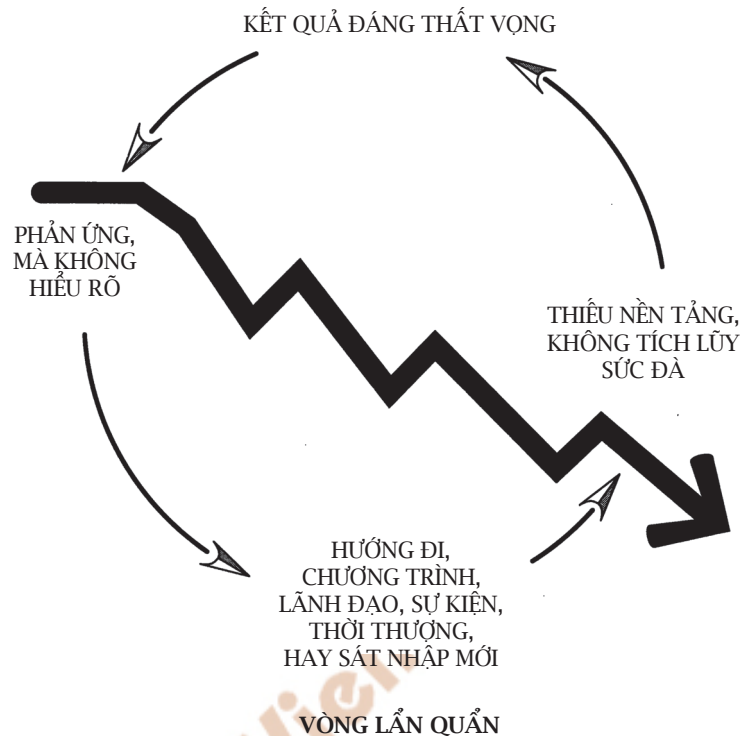 KẾT QUẢ ĐÁNG THẤT VỌNG
PHẢN ỨNG,
MÀ KHÔNG
HIỂU RÕ
THIẾU NỀN TẢNG,
KHÔNG TÍCH LŨY
SỨC ĐÀ
HƯỚNG ĐI,
CHƯƠNG TRÌNH,
LÃNH ĐẠO, SỰ KIỆN,
THỜI THƯỢNG,
HAY SÁT NHẬP MỚI
VÒNG LẨN QUẨN